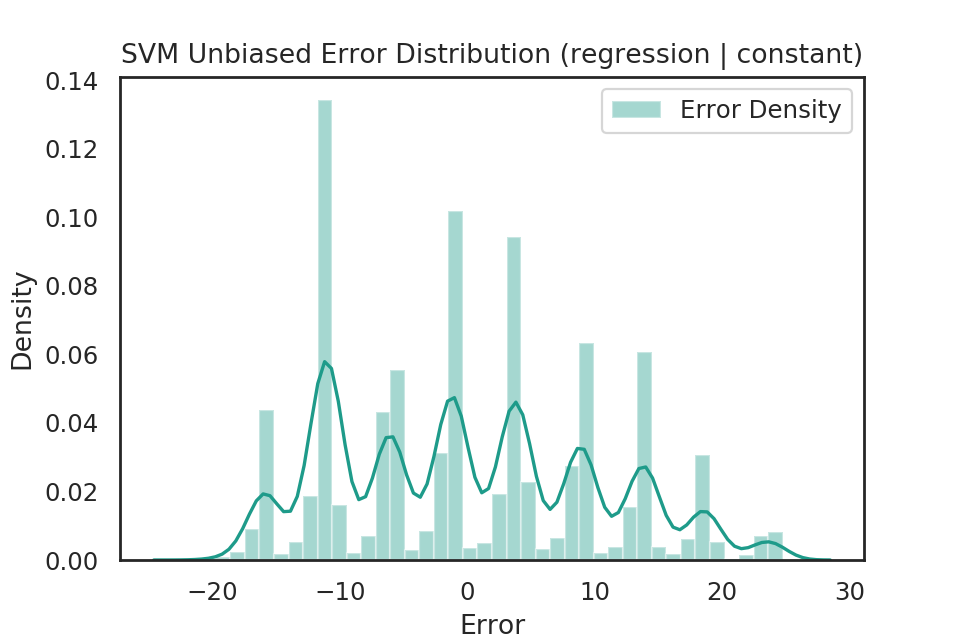 SVM Unbiased Error Distribution (regression | constant)
Error Density
Density
0.14
0.12
0.10
0.08
0.06
0.04
0.02
0.00
−20 −10 0 10 20 30
Error